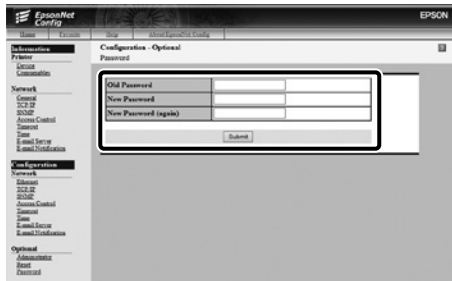 EpsonNet
Config
EPSON
Home
Favorite
Help
About EpsonNet Config
Information
Printer
Device
Consumables
Network
General
TCP/IP
SNMP
Access Control
Timeout
Time
E-mail Server
E-mail Notification
Configuration
Network
Ethernet
TCP/IP
SNMP
Access Control
Timeout
Time
E-mail Server
E-mail Notification
Optional
Administrator
Reset
Password
Configuration - Optional
Password
?
Old Password
New Password
New Password (again)
Submit